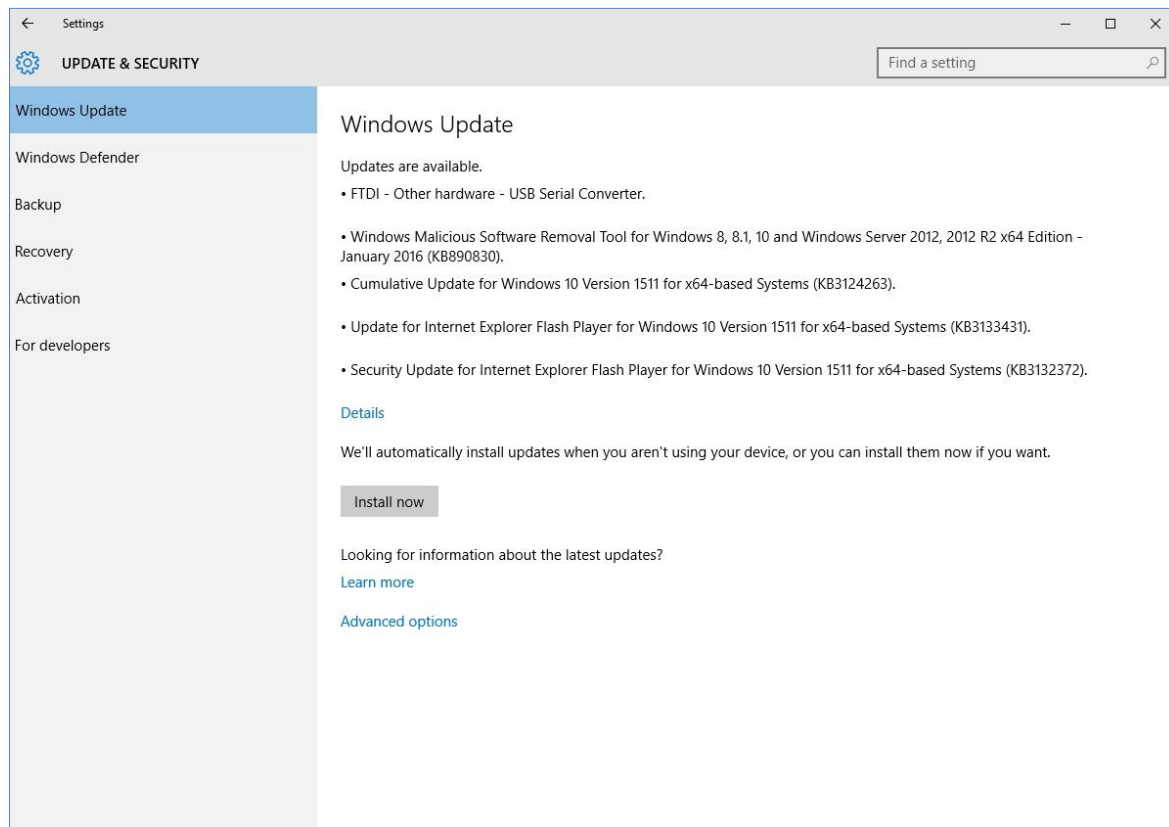 Settings
UPDATE & SECURITY
Find a setting
Windows Update
Windows Defender
Backup
Recovery
Activation
For developers
Windows Update
Updates are available.
• FTDI - Other hardware - USB Serial Converter.
• Windows Malicious Software Removal Tool for Windows 8, 8.1, 10 and Windows Server 2012, 2012 R2 x64 Edition -
January 2016 (KB890830).
• Cumulative Update for Windows 10 Version 1511 for x64-based Systems (KB3124263).
• Update for Internet Explorer Flash Player for Windows 10 Version 1511 for x64-based Systems (KB3133431).
• Security Update for Internet Explorer Flash Player for Windows 10 Version 1511 for x64-based Systems (KB3132372).
Details
We'll automatically install updates when you aren't using your device, or you can install them now if you want.
Install now
Looking for information about the latest updates?
Learn more
Advanced options